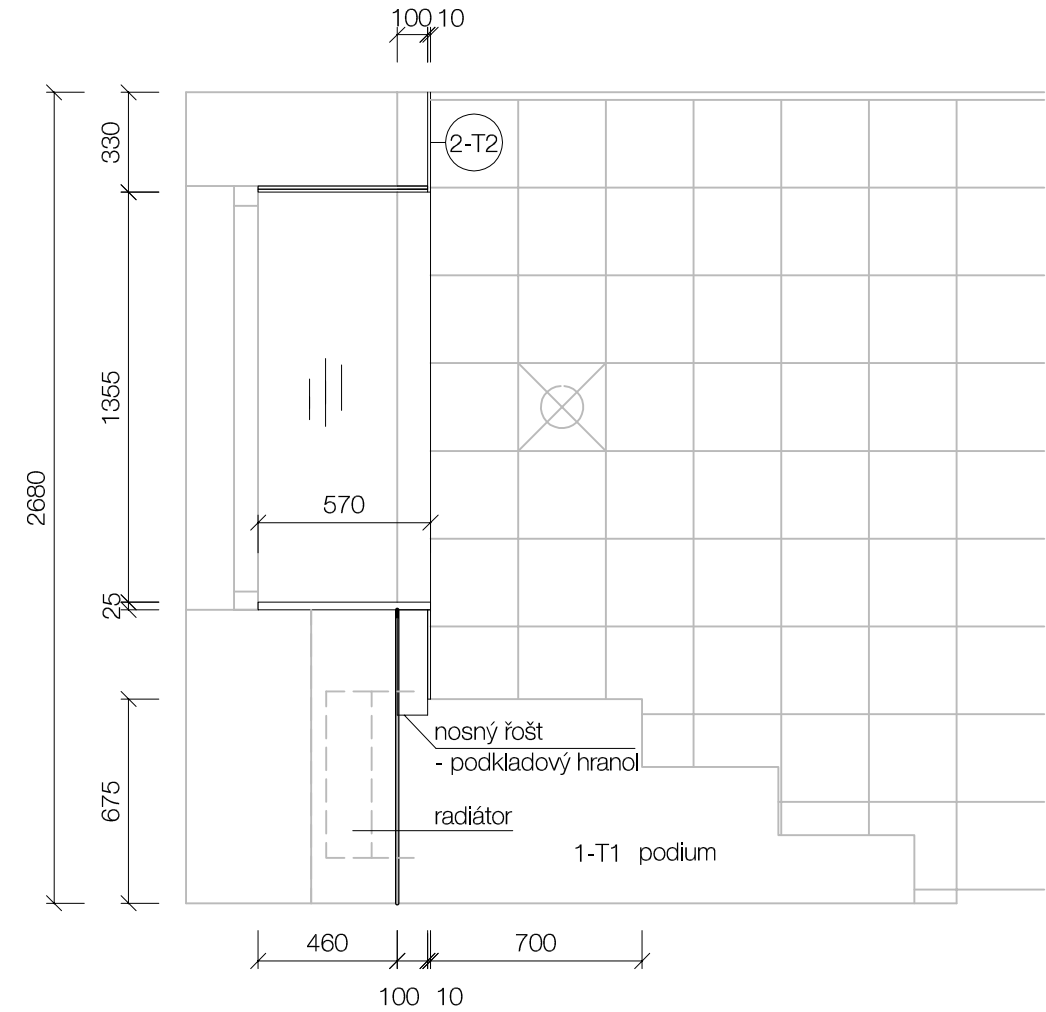 100 10
330
2-T2
1355
2680
570
25
nosný řošt
- podkladový hranol
675
radiátor
1-T1 podium
460
700
100 10